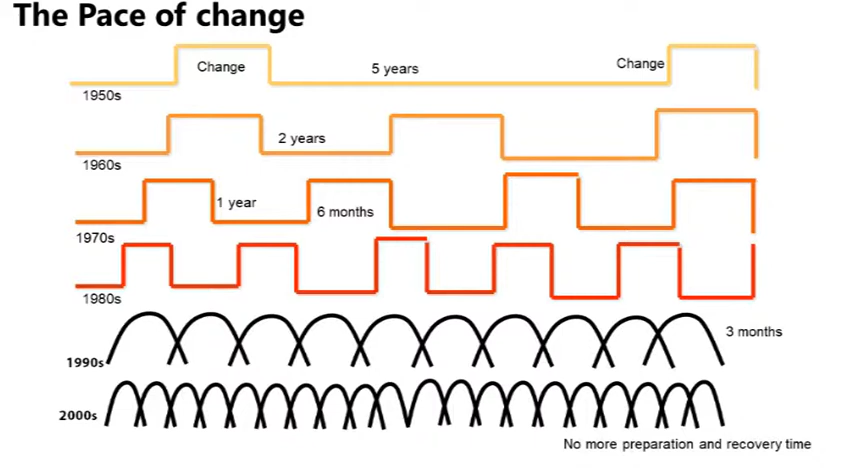 The Pace of change
Change
5 years
Change
1950s
2 years
1960s
1 year
6 months
1970s
1980s
3 months
1990s
2000s
No more preparation and recovery time